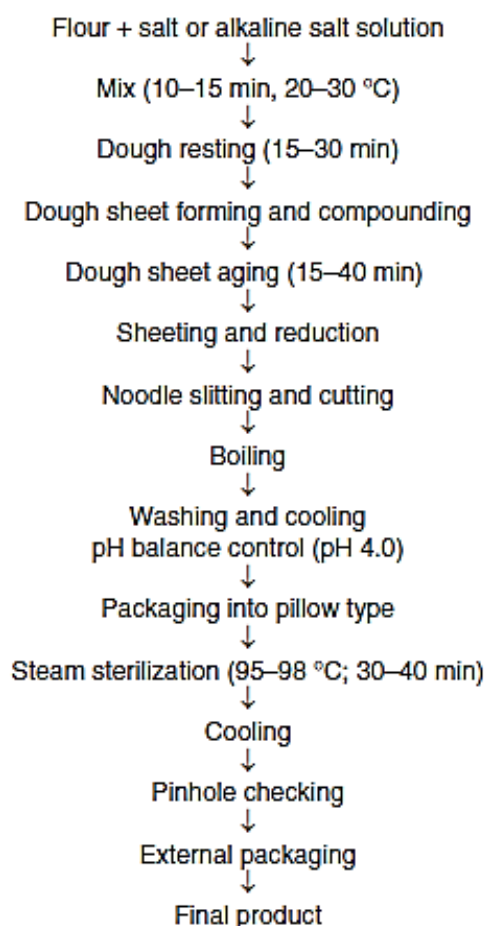 Flour + salt or alkaline salt solution
↓
Mix (10–15 min, 20–30 ºC)
↓
Dough resting (15–30 min)
↓
Dough sheet forming and compounding
↓
Dough sheet aging (15–40 min)
↓
Sheeting and reduction
↓
Noodle slitting and cutting
↓
Boiling
↓
Washing and cooling
pH balance control (pH 4.0)
↓
Packaging into pillow type
↓
Steam sterilization (95–98 ºC; 30–40 min)
↓
Cooling
↓
Pinhole checking
↓
External packaging
↓
Final product